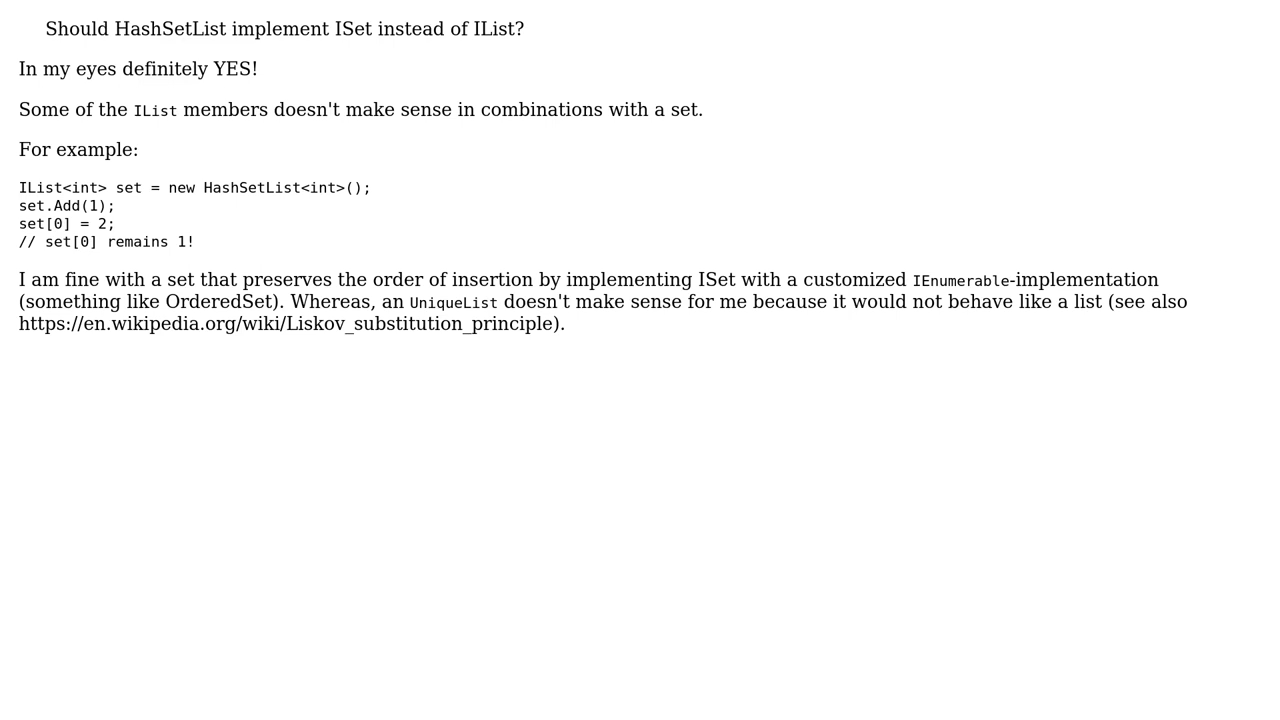 Should HashSetList implement ISet instead of IList?
In my eyes definitely YES!
Some of the IList members doesn't make sense in combinations with a set.
For example:
IList<int> set = new HashSetList<int>();
set.Add(1);
set[0] = 2;
// set[0] remains 1!
I am fine with a set that preserves the order of insertion by implementing ISet with a customized IEnumerable-implementation
(something like OrderedSet). Whereas, an UniqueList doesn't make sense for me because it would not behave like a list (see also
https://en.wikipedia.org/wiki/Liskov_substitution_principle).